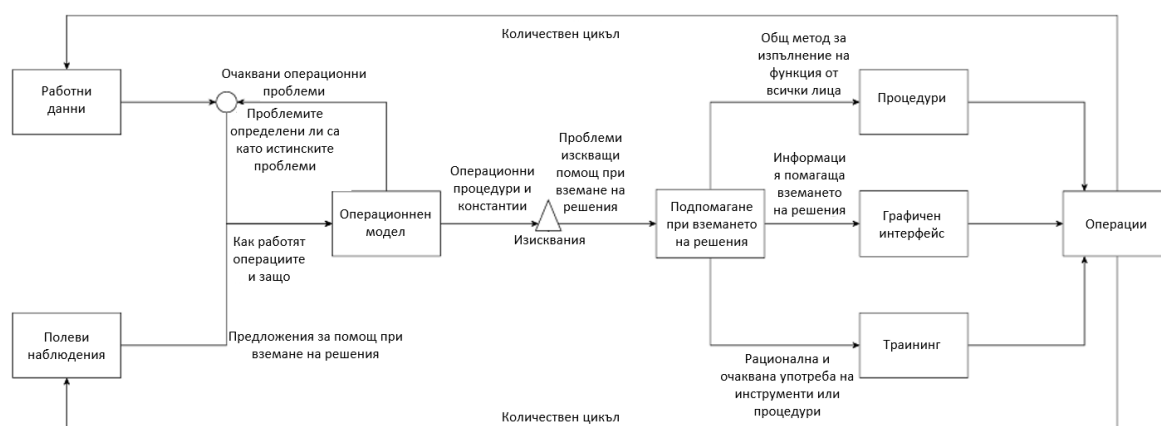 Количествен цикъл
Работни
данни
Очаквани операционни
проблеми
Проблемите
определени ли са
като истинските
проблеми
Общ метод за
изпълнение на
функция от
всички лица
Процедури
Операционни
процедури и
константии
Проблеми
изскващи
помощ при
вземане на
решения
Информаци
я помагаща
вземането
на решения
Операционнен
модел
Изисквания
Подпомагане
при вземането
на решения
Графичен
интерфейс
Операции
Как работят
операциите
и защо
Полеви
наблюдения
Предложения за помощ при
вземане на решения
Траининг
Рационална и
очаквана употреба на
инструменти или
процедури
Количествен цикъл